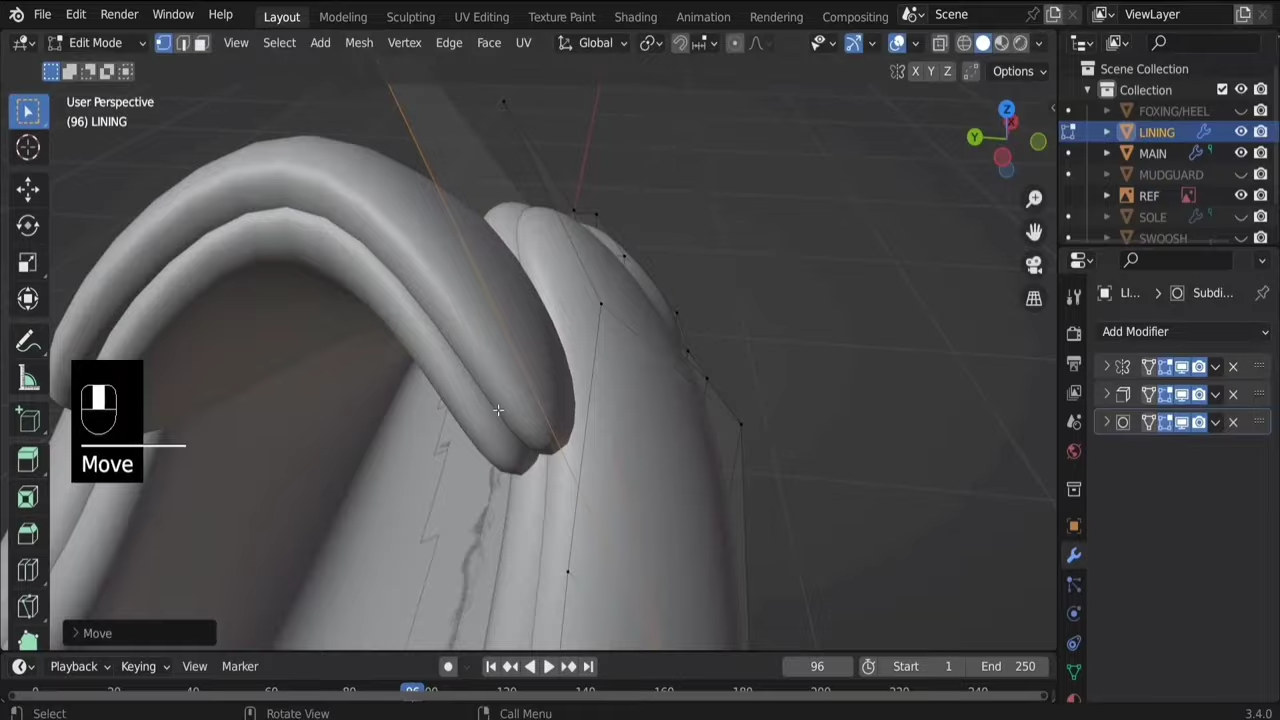 File Edit Render Window Help Layout Modeling Sculpting UV Editing Texture Paint Shading Animation Rendering Compositing Scene ViewLayer
Edit Mode View Select Add Mesh Vertex Edge Face UV Global
X Y Z Options
Scene Collection
Collection
FOXING/HEEL
LINING
MAIN
MUDGUARD
REF
SOLE
SWOOSH
User Perspective
(96) LINING
Z
X
Y
Subdi...
Add Modifier
Move
Move
Playback Keying View Marker 96 Start 1 End 250
Select Rotate View Call Menu 3.4.0